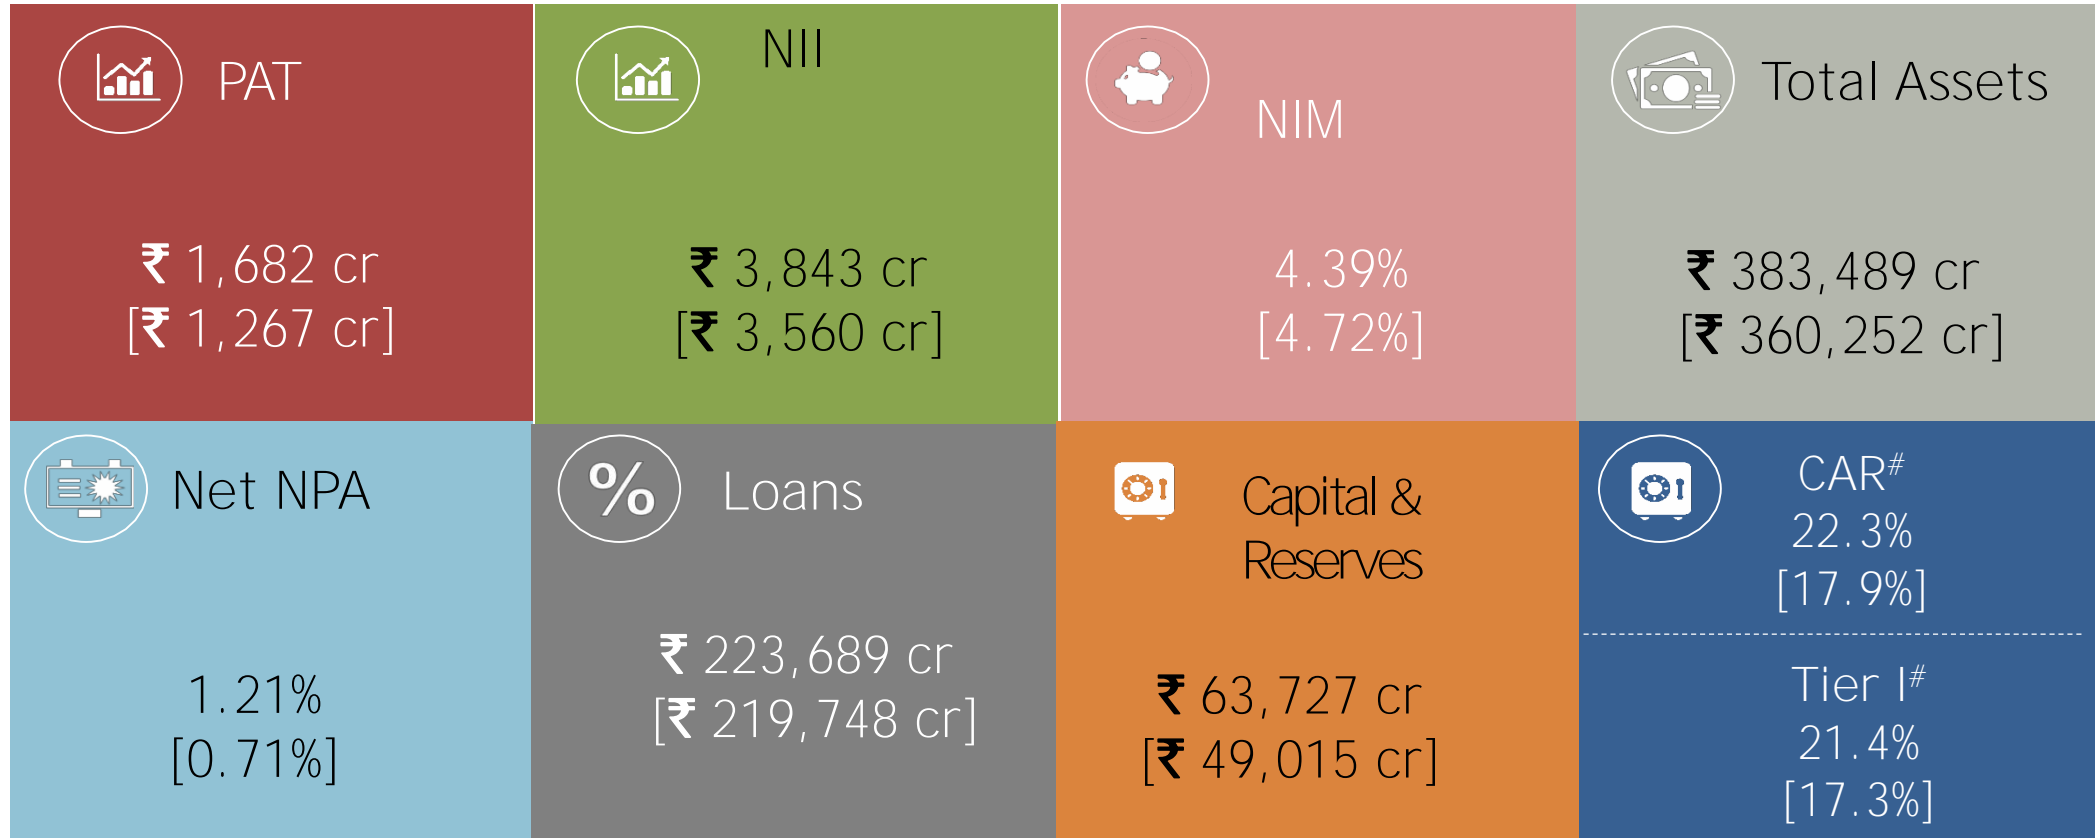 PAT
₹ 1,682 cr
[₹ 1,267 cr]
NII
₹ 3,843 cr
[₹ 3,560 cr]
NIM
4.39%
[4.72%]
Total Assets
₹ 383,489 cr
[₹ 360,252 cr]
Net NPA
1.21%
[0.71%]
%
Loans
₹ 223,689 cr
[₹ 219,748 cr]
Capital &
Reserves
₹ 63,727 cr
[₹ 49,015 cr]
CAR#
22.3%
[17.9%]
Tier I#
21.4%
[17.3%]